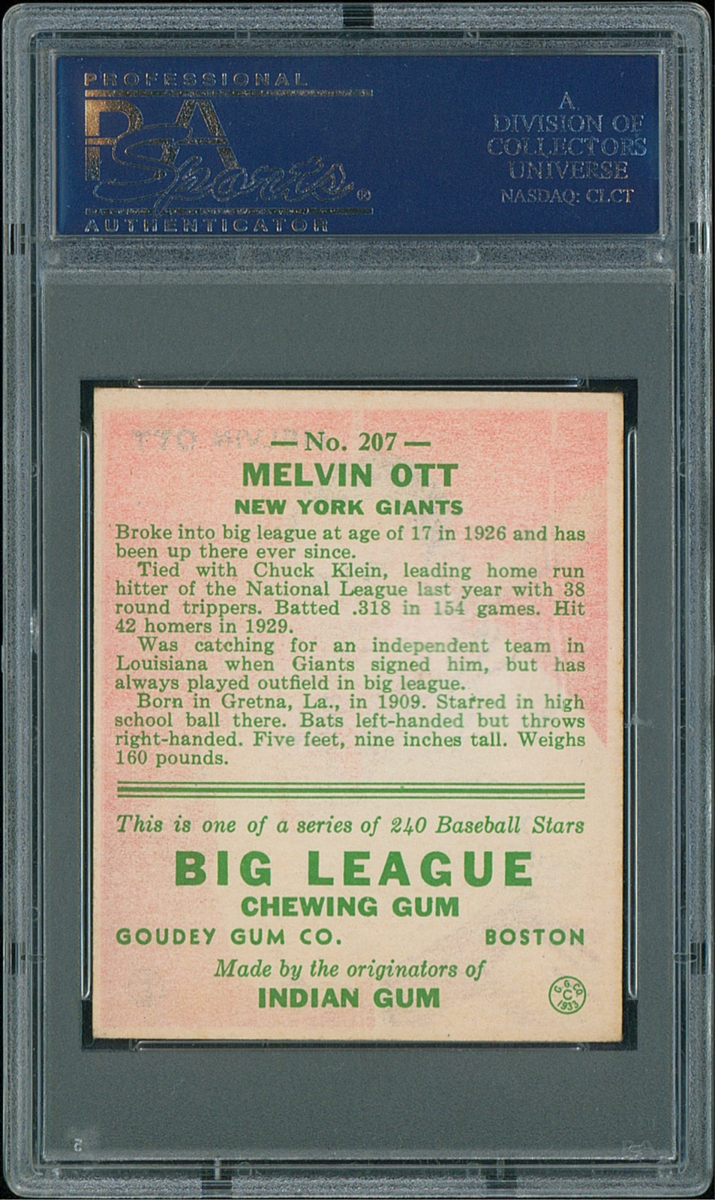 PROFESSIONAL
PSA
Sports®
AUTHENTICATOR
A
DIVISION OF
COLLECTORS
UNIVERSE
NASDAQ: CLCT
— No. 207 —
MELVIN OTT
NEW YORK GIANTS
Broke into big league at age of 17 in 1926 and has
been up there ever since.
Tied with Chuck Klein, leading home run
hitter of the National League last year with 38
round trippers. Batted .318 in 154 games. Hit
42 homers in 1929.
Was catching for an independent team in
Louisiana when Giants signed him, but has
always played outfield in big league.
Born in Gretna, La., in 1909. Starred in high
school ball there. Bats left-handed but throws
right-handed. Five feet, nine inches tall. Weighs
160 pounds.
This is one of a series of 240 Baseball Stars
BIG LEAGUE
CHEWING GUM
GOUDEY GUM CO. BOSTON
Made by the originators of
INDIAN GUM
G. G. CO.
C
1933